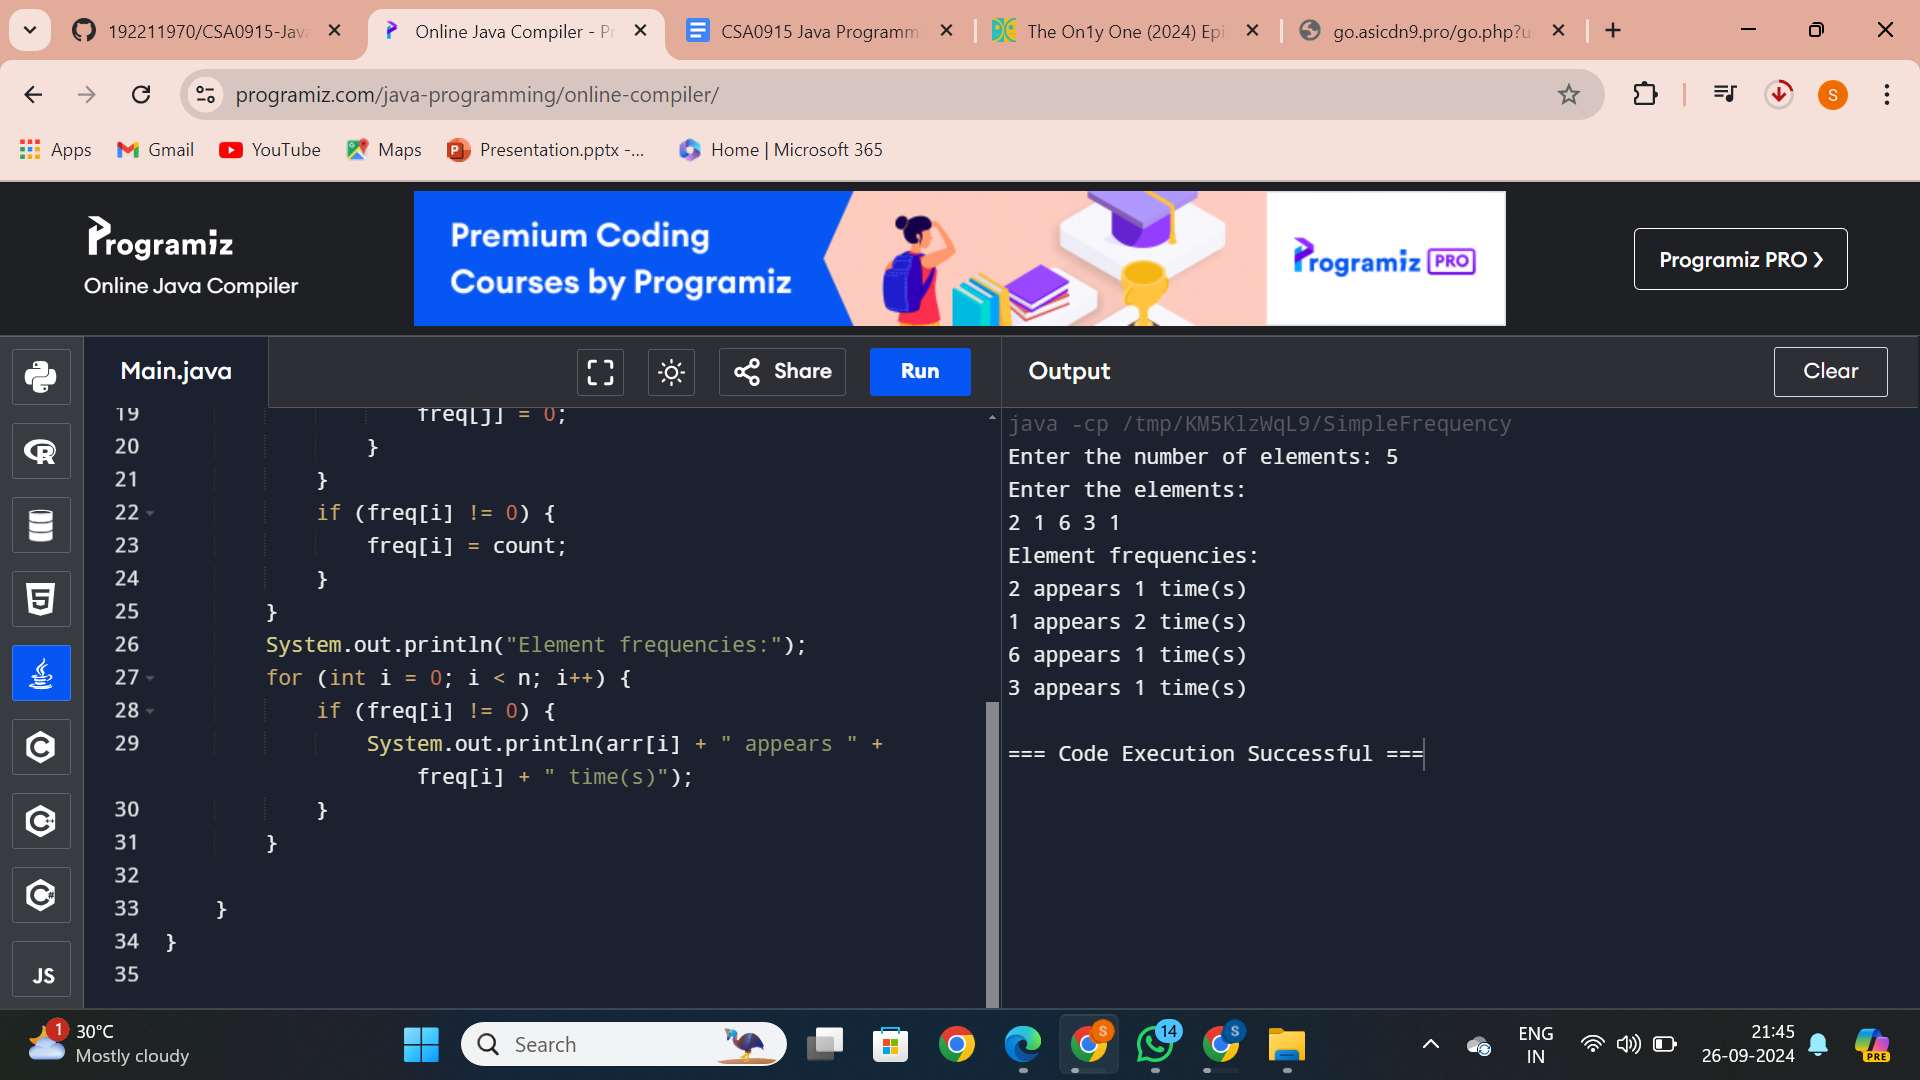 192211970/CSA0915-Java
Online Java Compiler - Pr
CSA0915 Java Programm
The On1y One (2024) Epi
go.asicdn9.pro/go.php?u
programiz.com/java-programming/online-compiler/
S
Apps
Gmail
YouTube
Maps
Presentation.pptx -...
Home | Microsoft 365
Programiz
Online Java Compiler
Premium Coding
Courses by Programiz
Programiz PRO
Programiz PRO ❯
Main.java
Share
Run
Output
Clear
19 freq[j] = 0;
20 }
21 }
22 if (freq[i] != 0) {
23 freq[i] = count;
24 }
25 }
26 System.out.println("Element frequencies:");
27 for (int i = 0; i < n; i++) {
28 if (freq[i] != 0) {
29 System.out.println(arr[i] + " appears " +
freq[i] + " time(s)");
30 }
31 }
32
33 }
34 }
35
java -cp /tmp/KM5KlzWqL9/SimpleFrequency
Enter the number of elements: 5
Enter the elements:
2 1 6 3 1
Element frequencies:
2 appears 1 time(s)
1 appears 2 time(s)
6 appears 1 time(s)
3 appears 1 time(s)
=== Code Execution Successful ===
R
5
C
C++
C#
JS
1
30°C
Mostly cloudy
Search
S
14
S
ENG
IN
21:45
26-09-2024
PRE